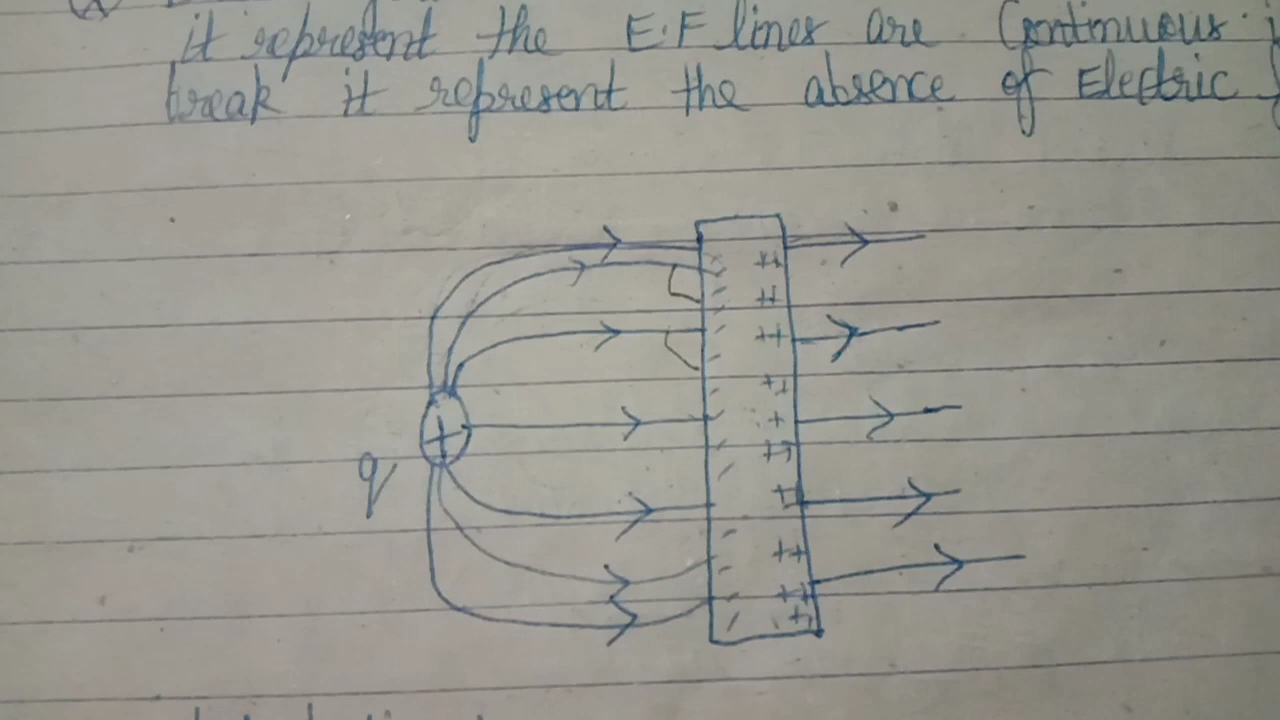 it represent the E.F lines are Continuous
break it represent the absence of Electric
+
q